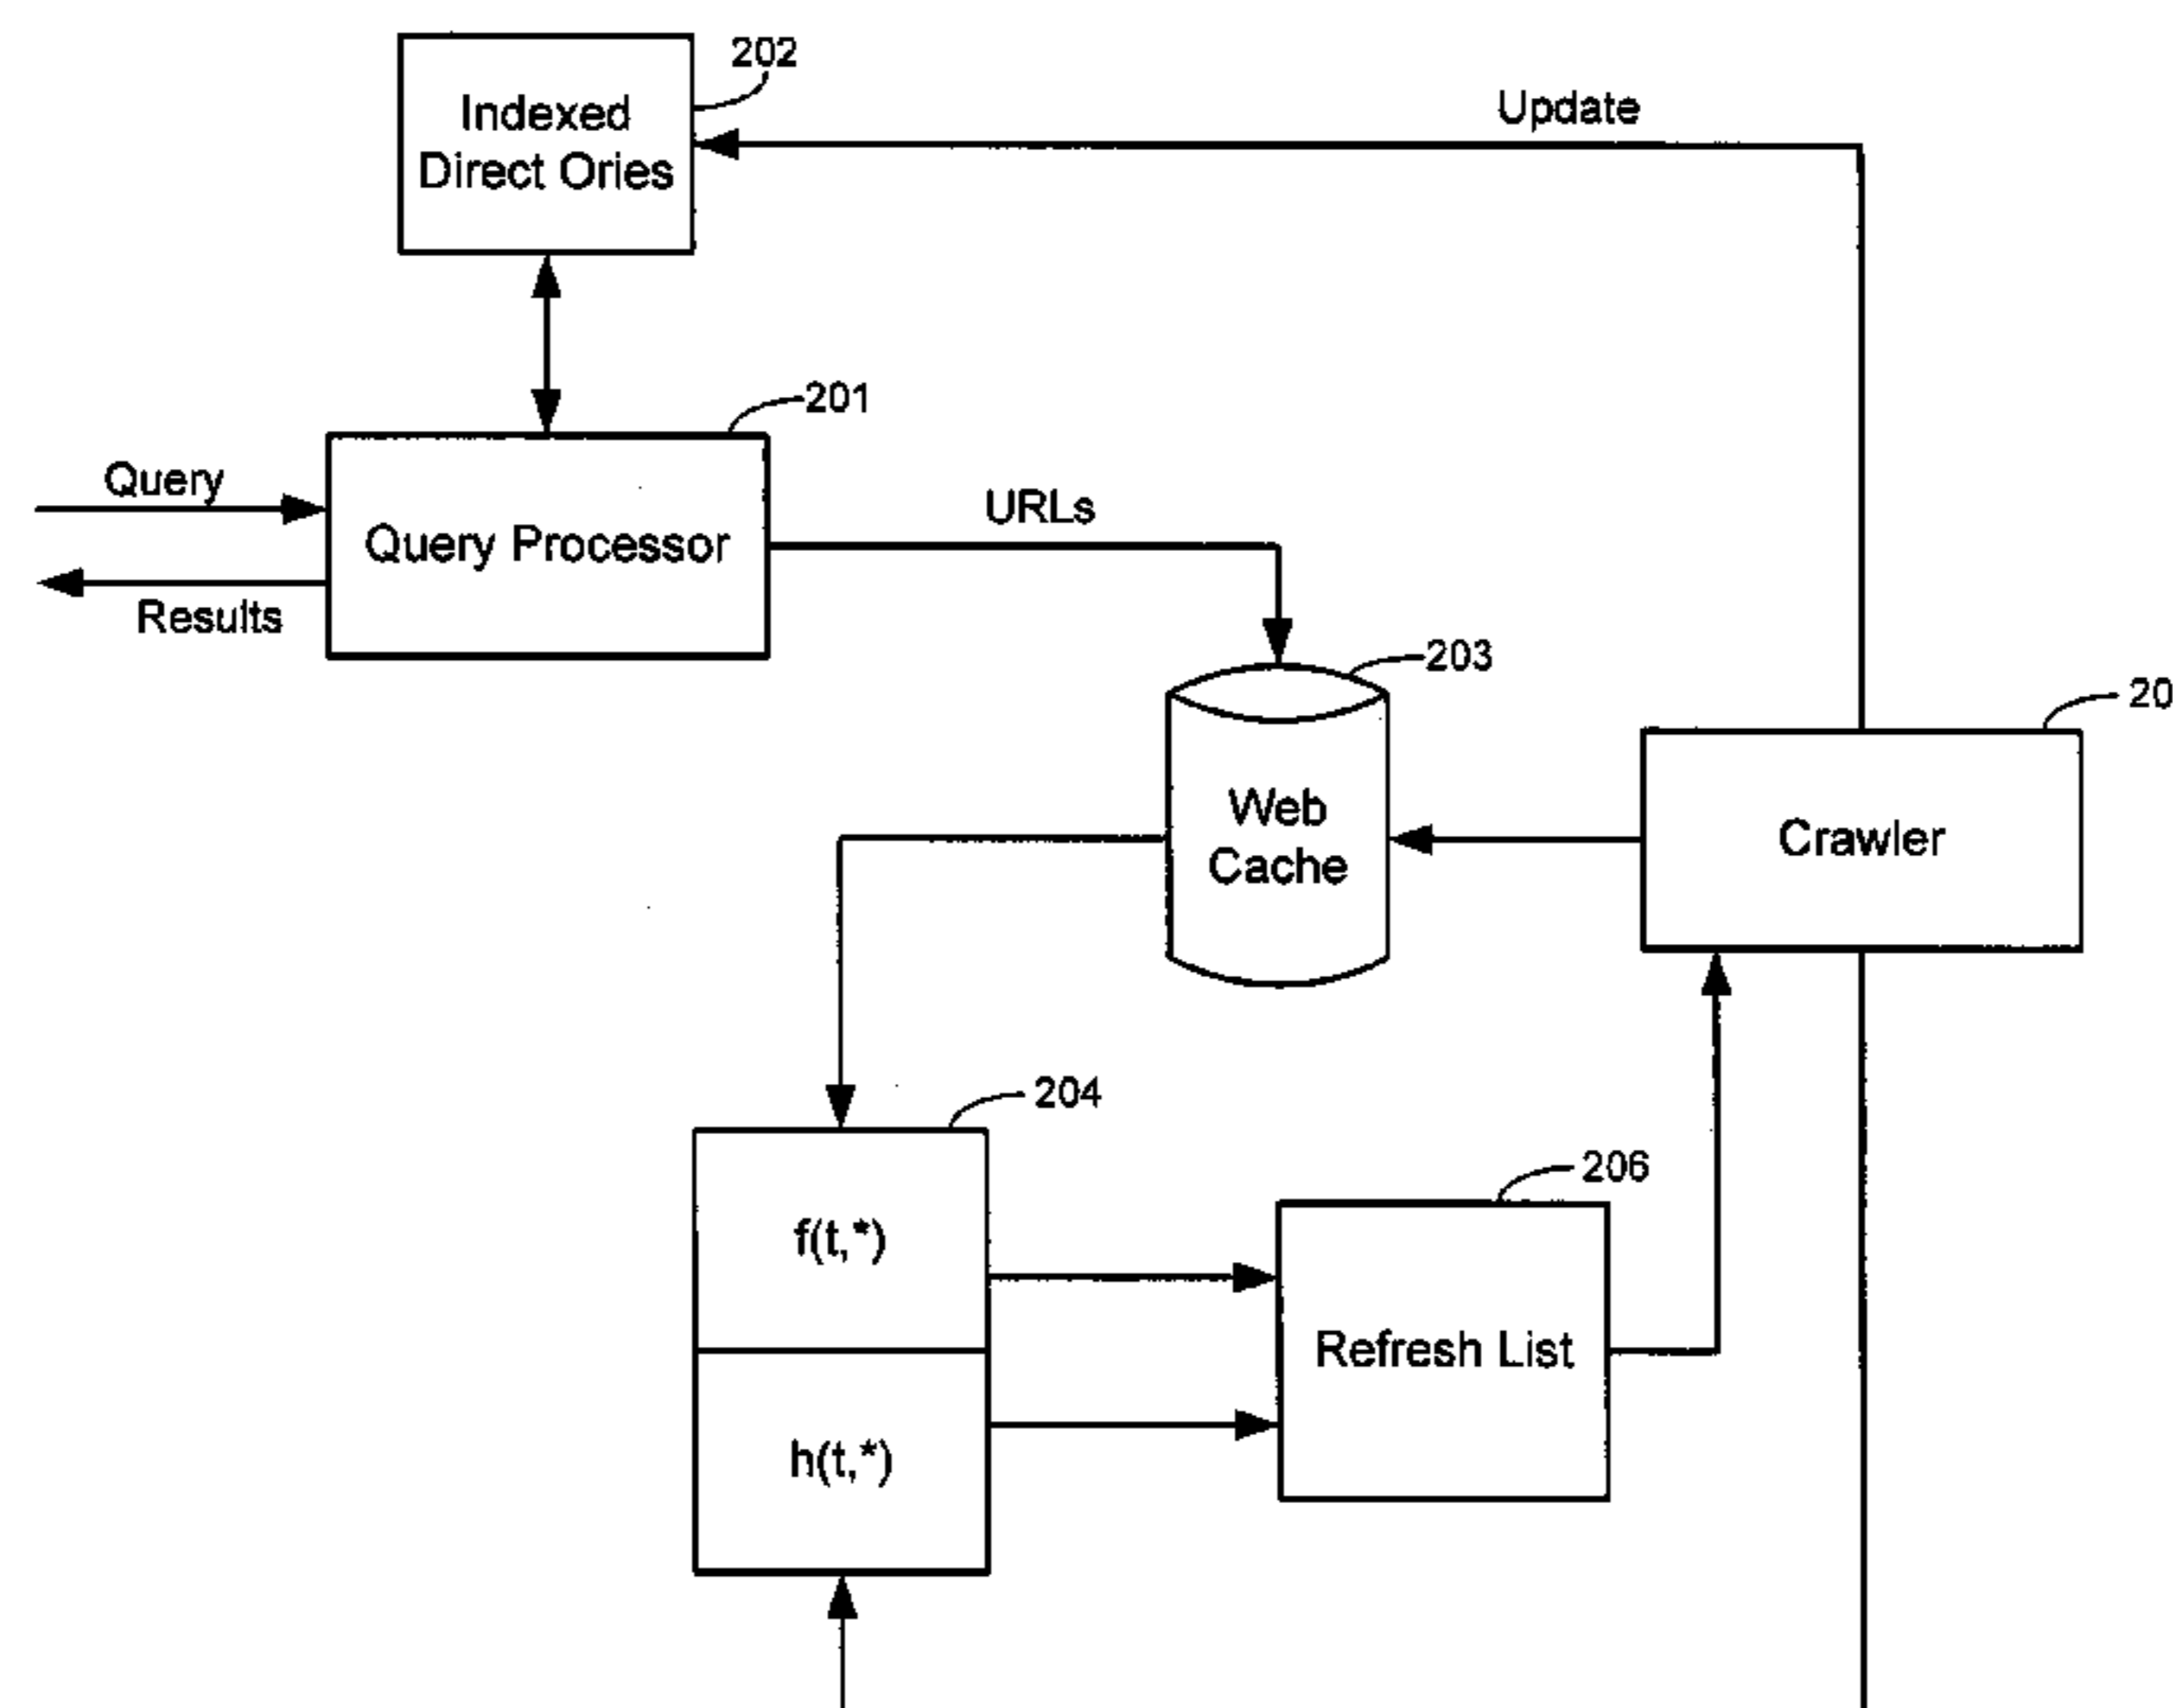 202
Indexed
Direct Ories
Update
201
Query
Query Processor
URLs
Results
203
20
Web
Cache
Crawler
204
206
f(t,*)
Refresh List
h(t,*)